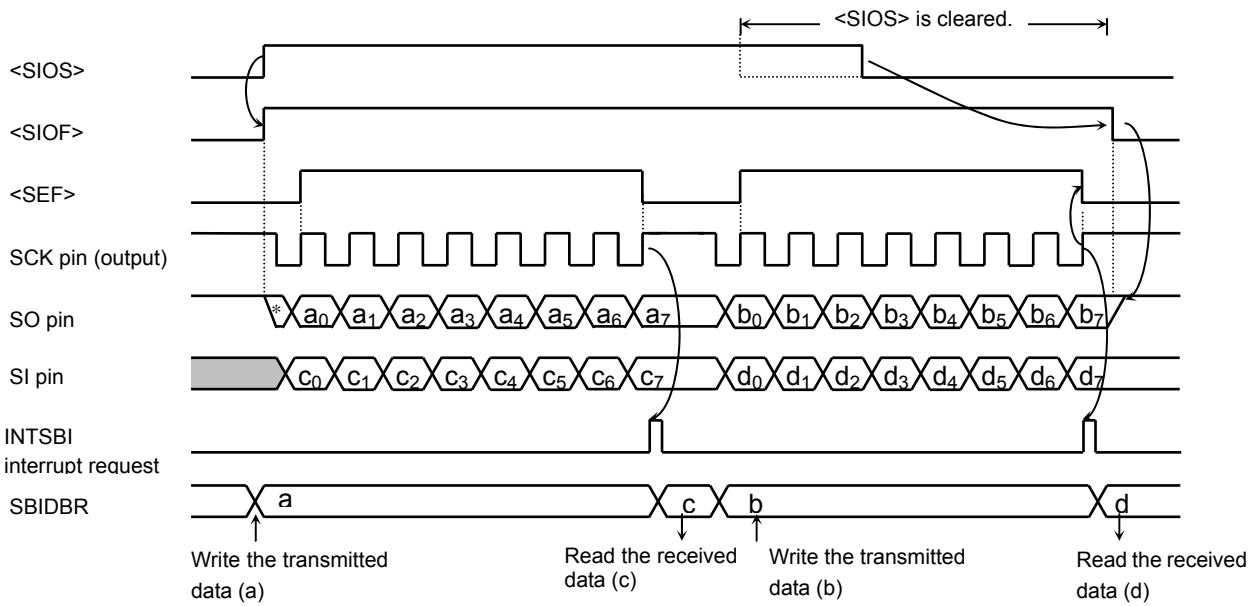 <SIOS> is cleared.
<SIOS>
<SIOF>
<SEF>
SCK pin (output)
SO pin
* a0 a1 a2 a3 a4 a5 a6 a7 b0 b1 b2 b3 b4 b5 b6 b7
SI pin
c0 c1 c2 c3 c4 c5 c6 c7 d0 d1 d2 d3 d4 d5 d6 d7
INTSBI
interrupt request
SBIDBR
a c b d
Write the transmitted
data (a)
Read the received
data (c)
Write the transmitted
data (b)
Read the received
data (d)